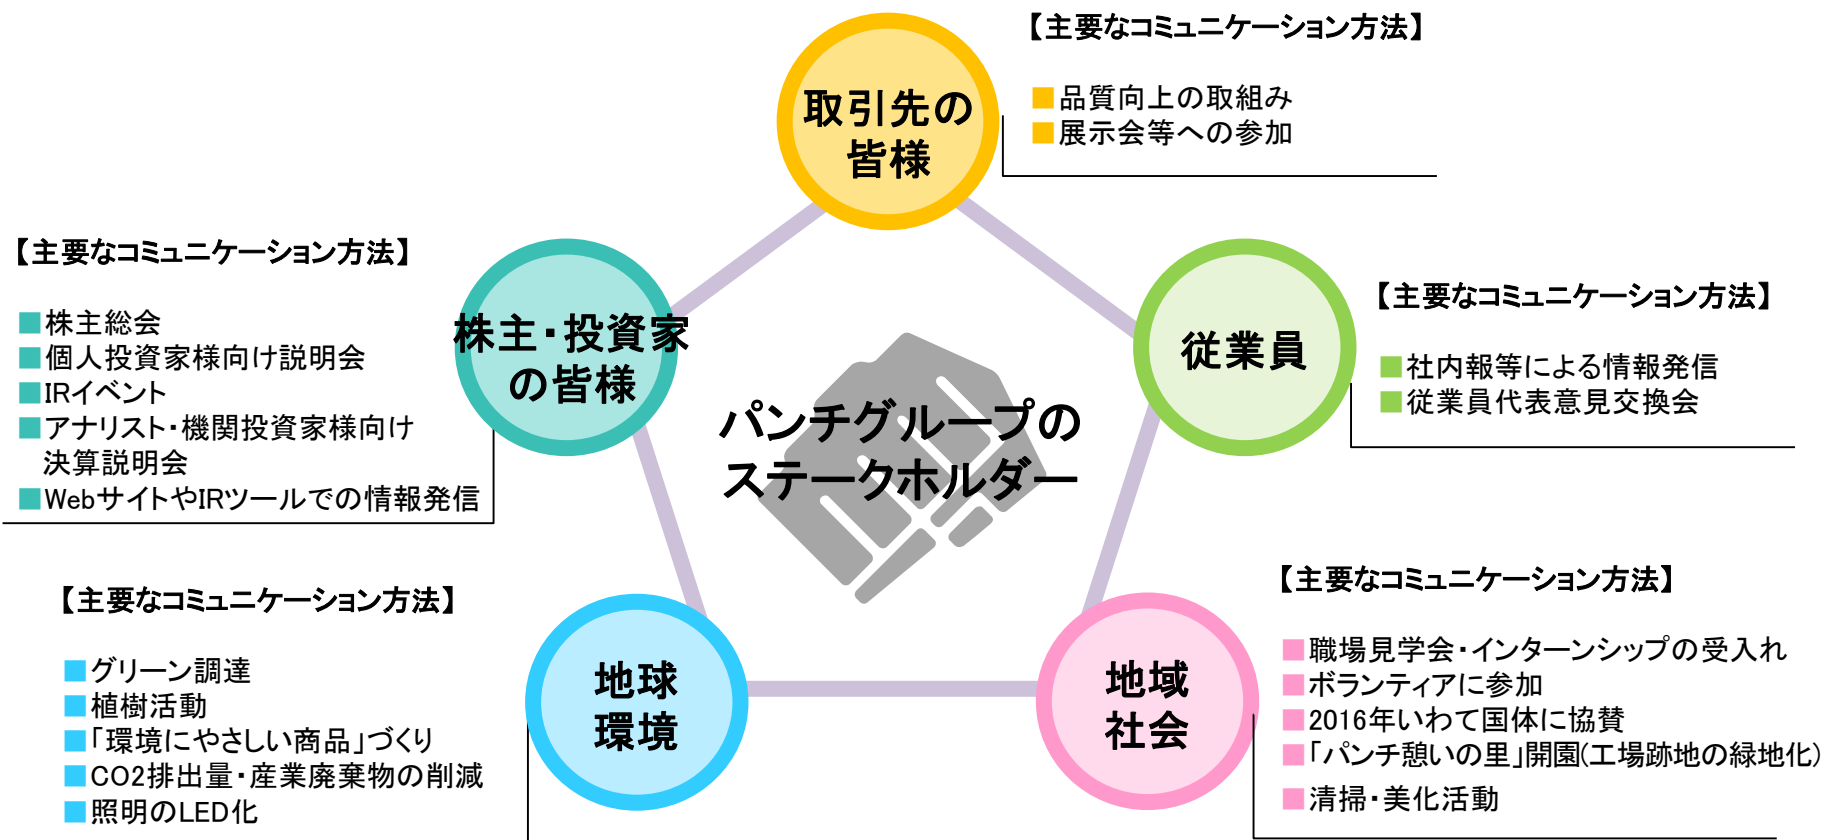 【主要なコミュニケーション方法】
■品質向上の取組み
■展示会等への参加
取引先の
皆様
【主要なコミュニケーション方法】
■株主総会
■個人投資家様向け説明会
■IRイベント
■アナリスト・機関投資家様向け
決算説明会
■WebサイトやIRツールでの情報発信
株主・投資家
の皆様
パンチグループの
ステークホルダー
従業員
【主要なコミュニケーション方法】
■社内報等による情報発信
■従業員代表意見交換会
【主要なコミュニケーション方法】
■グリーン調達
■植樹活動
■「環境にやさしい商品」づくり
■CO2排出量・産業廃棄物の削減
■照明のLED化
地球
環境
地域
社会
【主要なコミュニケーション方法】
■職場見学会・インターンシップの受入れ
■ボランティアに参加
■2016年いわて国体に協賛
■「パンチ憩いの里」開園(工場跡地の緑地化)
■清掃・美化活動